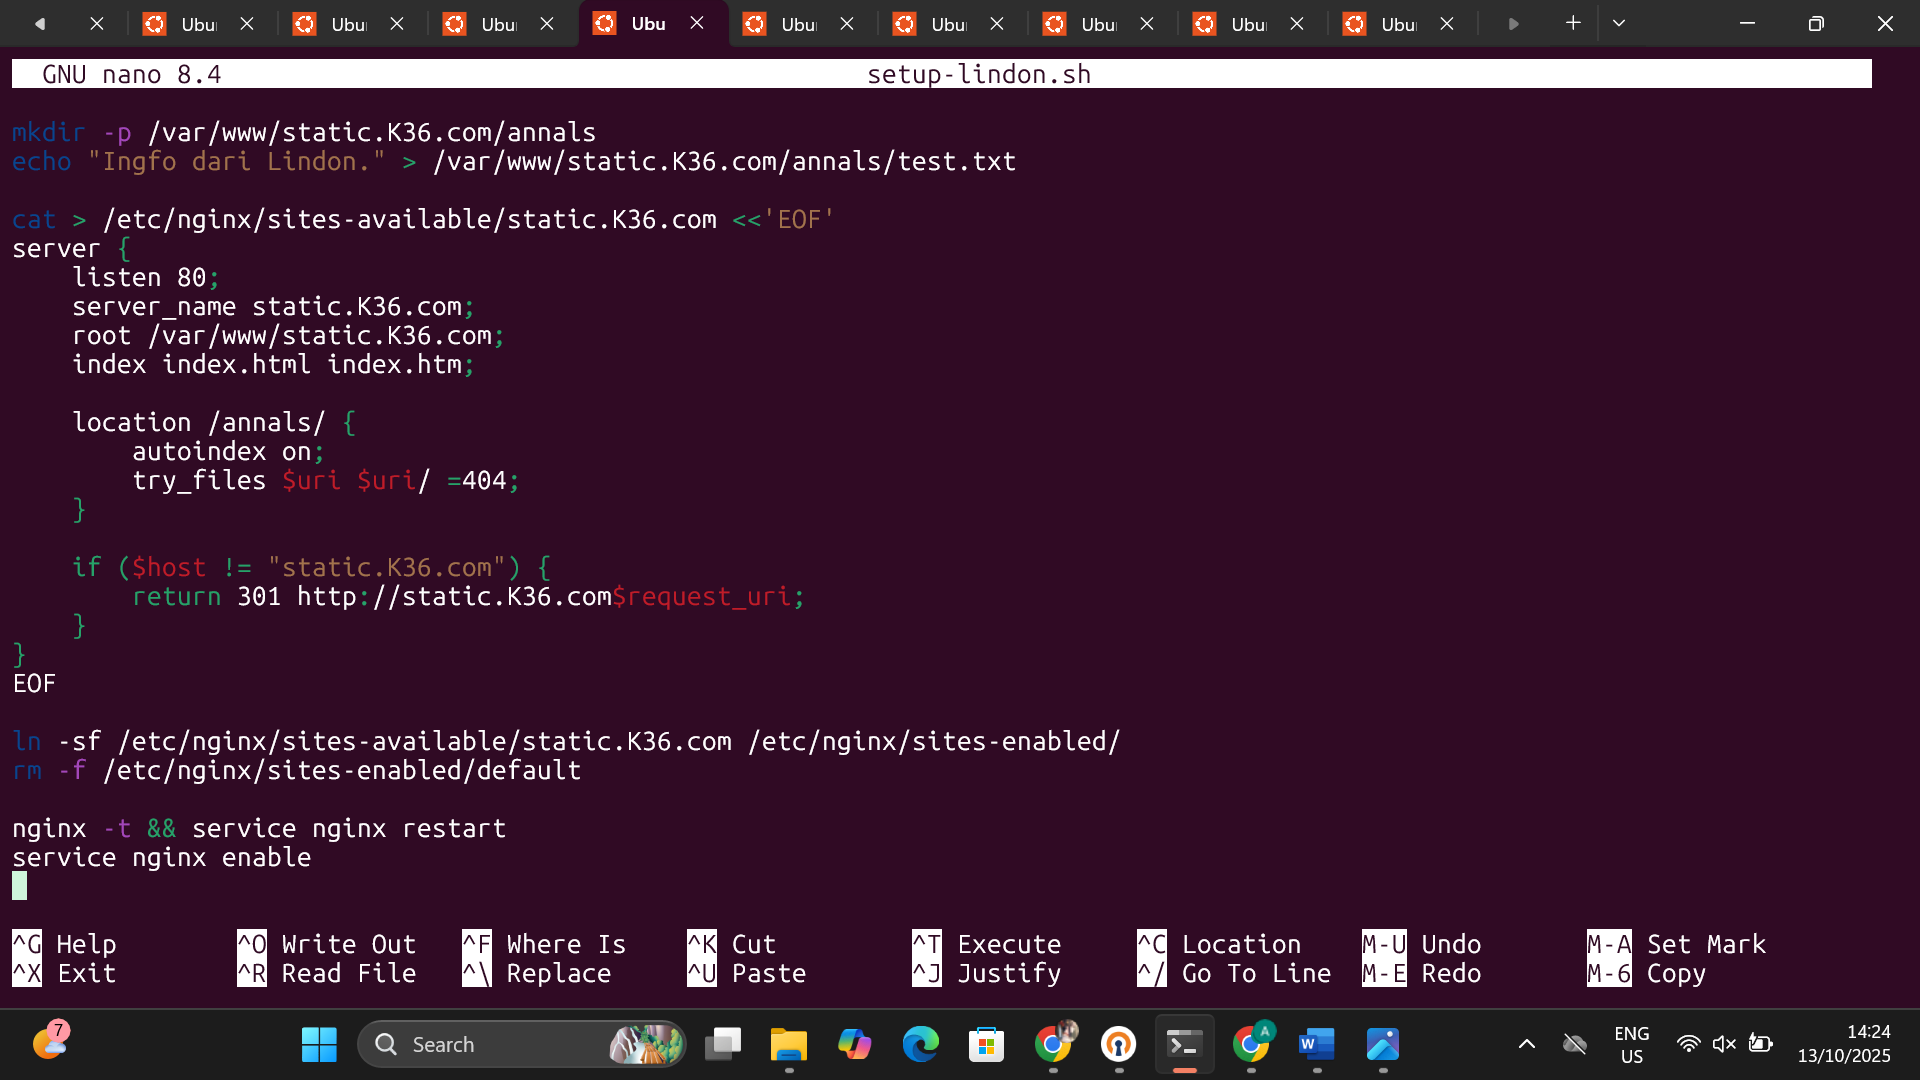 Ubu
Ubu
Ubu
Ubu
Ubu
Ubu
Ubu
Ubu
Ubu
GNU nano 8.4 setup-lindon.sh
mkdir -p /var/www/static.K36.com/annals
echo "Ingfo dari Lindon." > /var/www/static.K36.com/annals/test.txt
cat > /etc/nginx/sites-available/static.K36.com <<'EOF'
server {
    listen 80;
    server_name static.K36.com;
    root /var/www/static.K36.com;
    index index.html index.htm;
    location /annals/ {
        autoindex on;
        try_files $uri $uri/ =404;
    }
    if ($host != "static.K36.com") {
        return 301 http://static.K36.com$request_uri;
    }
}
EOF
ln -sf /etc/nginx/sites-available/static.K36.com /etc/nginx/sites-enabled/
rm -f /etc/nginx/sites-enabled/default
nginx -t && service nginx restart
service nginx enable
^G Help ^O Write Out ^F Where Is ^K Cut ^T Execute ^C Location M-U Undo M-A Set Mark
^X Exit ^R Read File ^\ Replace ^U Paste ^J Justify ^/ Go To Line M-E Redo M-6 Copy
7
Search
A
W
ENG
US
14:24
13/10/2025